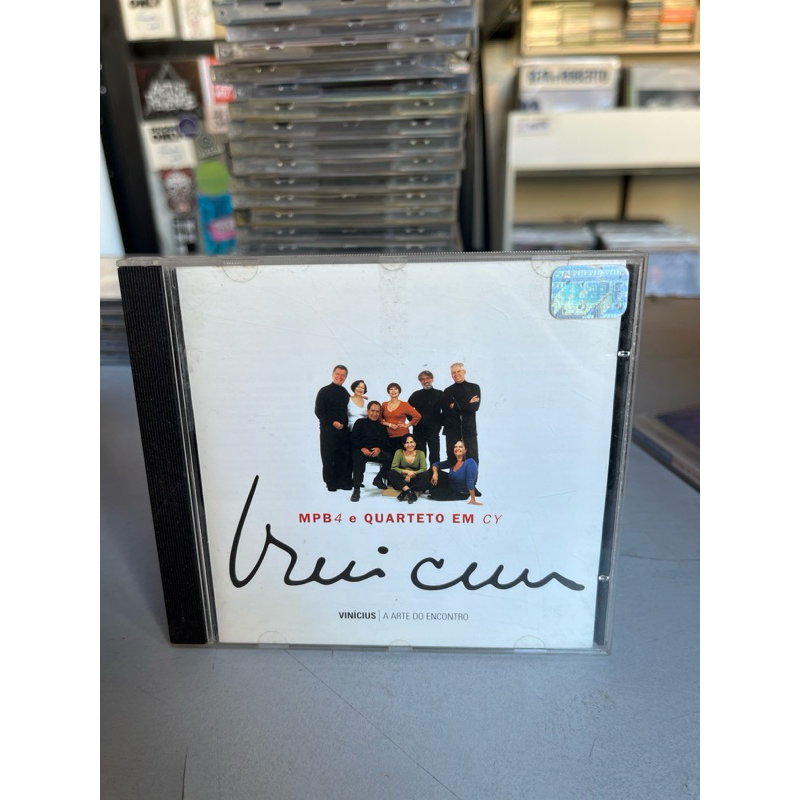 MPB4 e QUARTETO EM CY
Vinicius
VINÍCIUS | A ARTE DO ENCONTRO